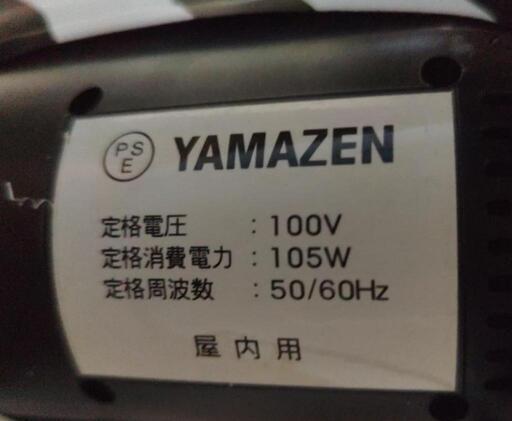 PSE YAMAZEN
定格電圧 : 100V
定格消費電力 : 105W
定格周波数 : 50/60Hz
屋内用